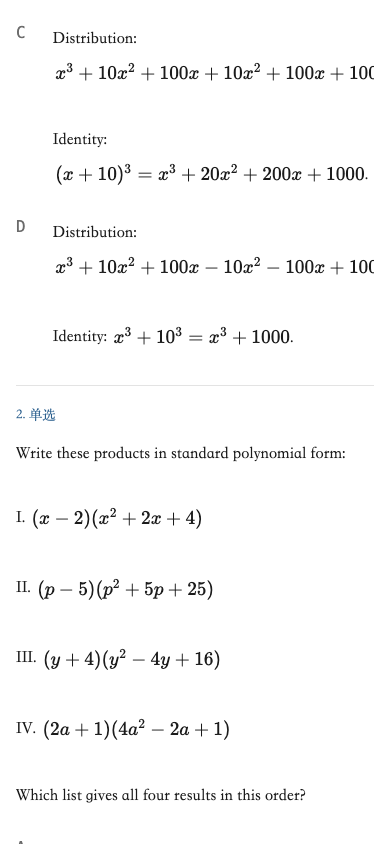 C
Distribution:
x³ + 10x² + 100x + 10x² + 100x + 100
Identity:
(x + 10)³ = x³ + 20x² + 200x + 1000.
D
Distribution:
x³ + 10x² + 100x − 10x² − 100x + 100
Identity: x³ + 10³ = x³ + 1000.
2. 单选
Write these products in standard polynomial form:
I. (x − 2)(x² + 2x + 4)
II. (p − 5)(p² + 5p + 25)
III. (y + 4)(y² − 4y + 16)
IV. (2a + 1)(4a² − 2a + 1)
Which list gives all four results in this order?